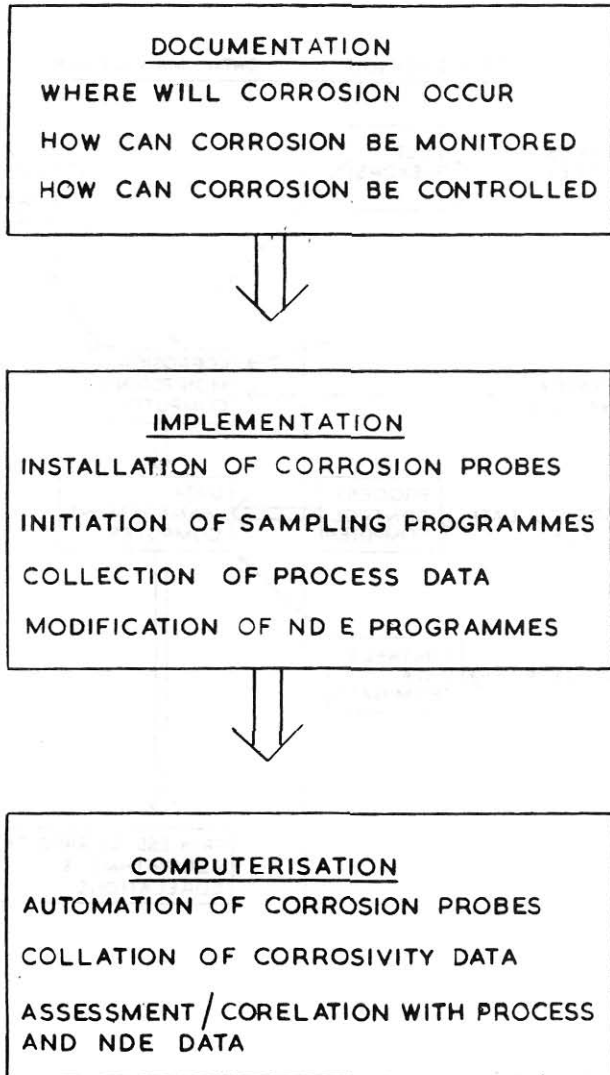 DOCUMENTATION
WHERE WILL CORROSION OCCUR
HOW CAN CORROSION BE MONITORED
HOW CAN CORROSION BE CONTROLLED
IMPLEMENTATION
INSTALLATION OF CORROSION PROBES
INITIATION OF SAMPLING PROGRAMMES
COLLECTION OF PROCESS DATA
MODIFICATION OF NDE PROGRAMMES
COMPUTERISATION
AUTOMATION OF CORROSION PROBES
COLLATION OF CORROSIVITY DATA
ASSESSMENT/CORELATION WITH PROCESS
AND NDE DATA